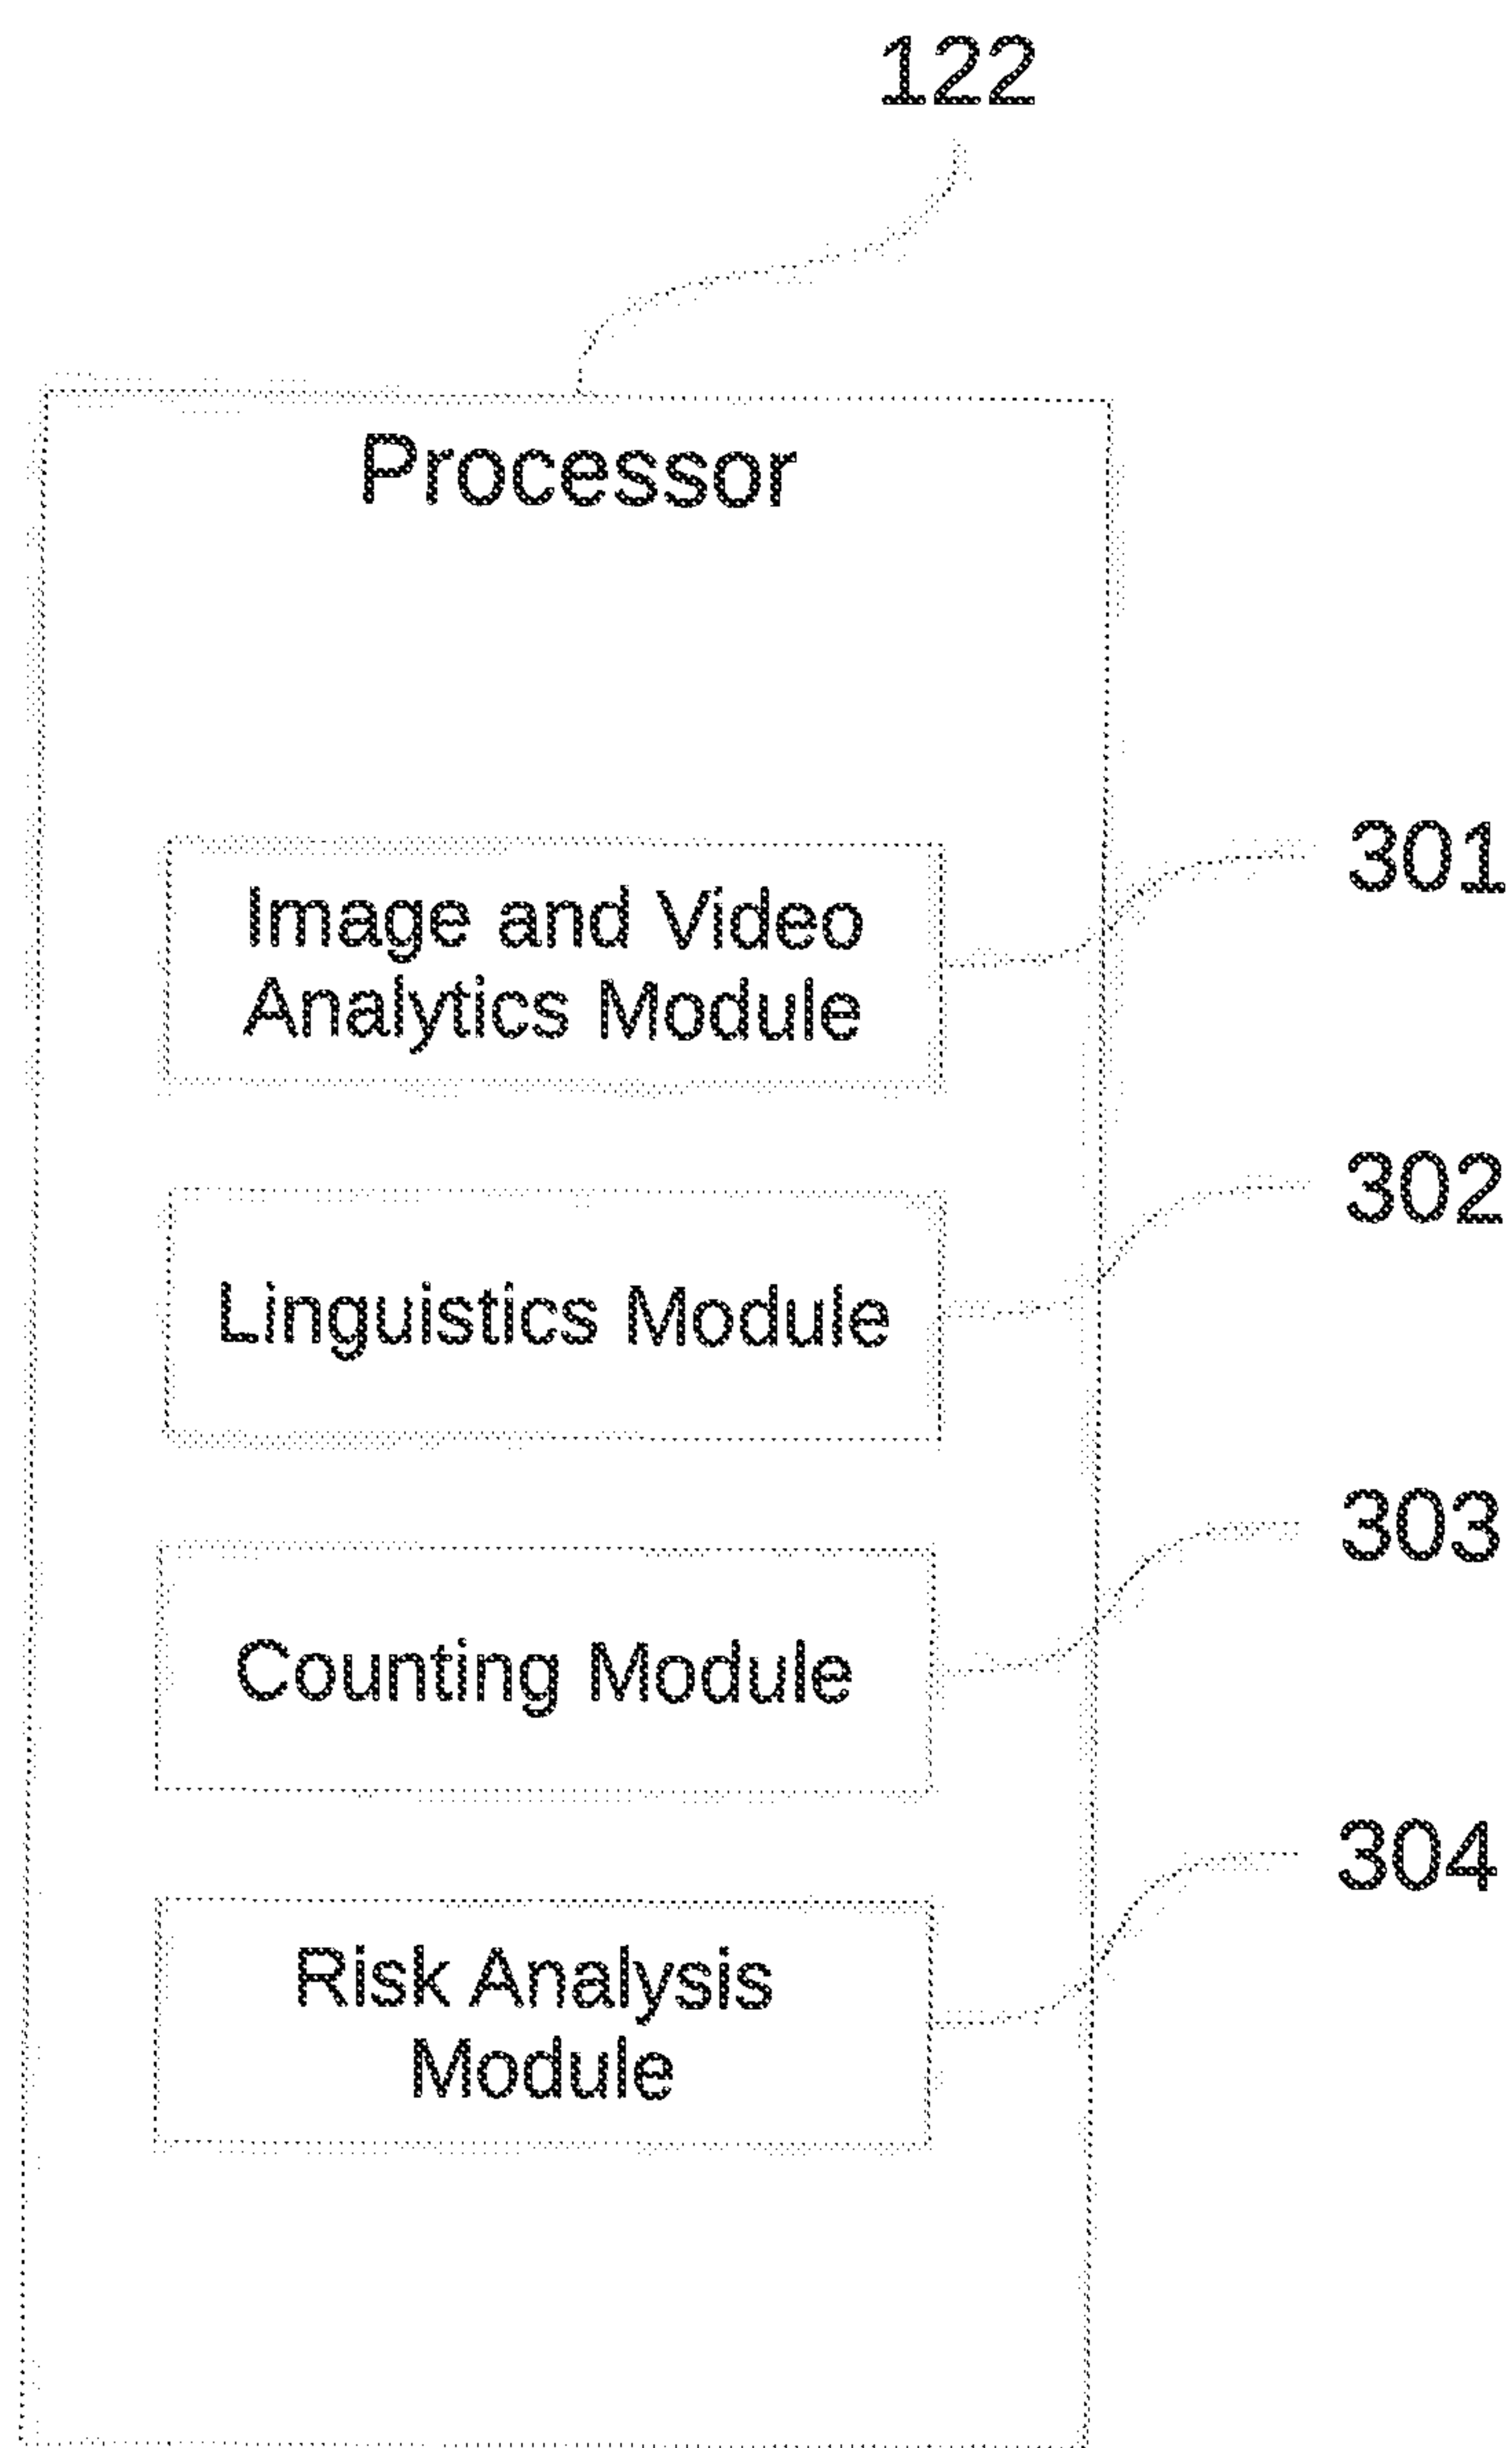 122
Processor
Image and Video
Analytics Module
301
Linguistics Module
302
Counting Module
303
Risk Analysis
Module
304